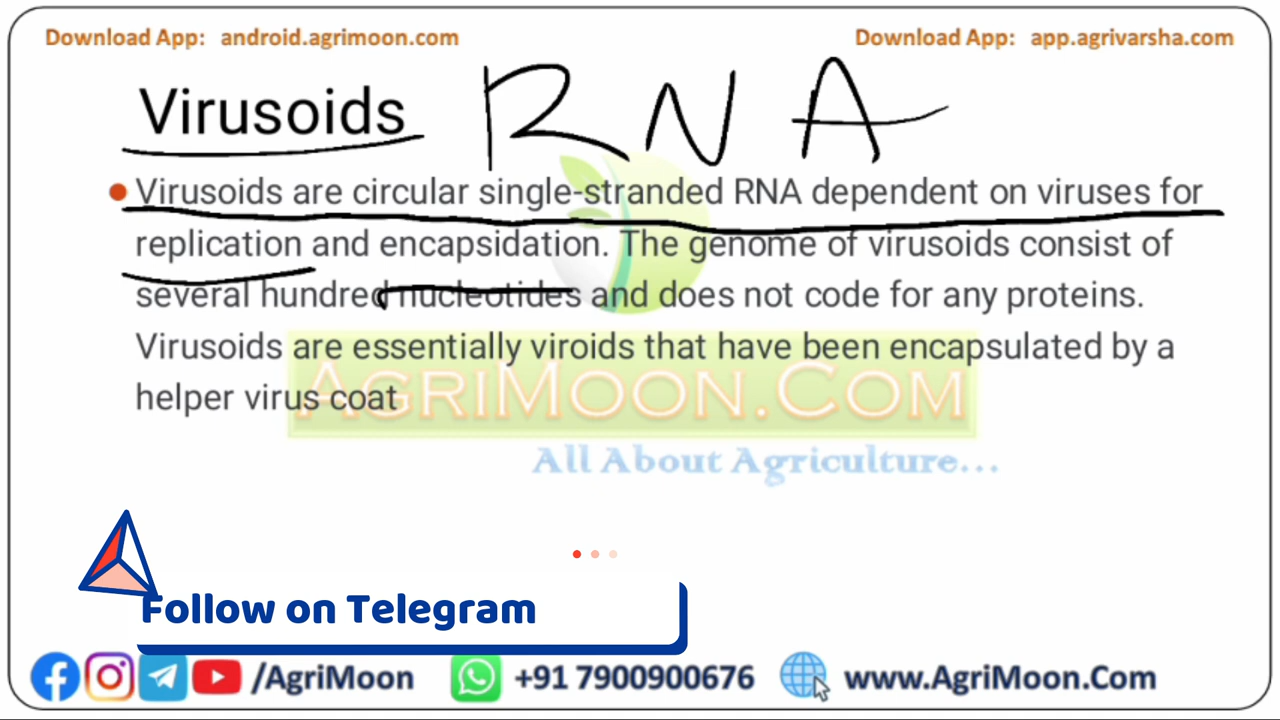 Download App: android.agrimoon.com
Download App: app.agrivarsha.com
Virusoids RNA
Virusoids are circular single-stranded RNA dependent on viruses for
replication and encapsidation. The genome of virusoids consist of
several hundred nucleotides and does not code for any proteins.
Virusoids are essentially viroids that have been encapsulated by a
helper virus coat
AgriMoon.Com
All About Agriculture...
Follow on Telegram
/AgriMoon +91 7900900676 www.AgriMoon.Com